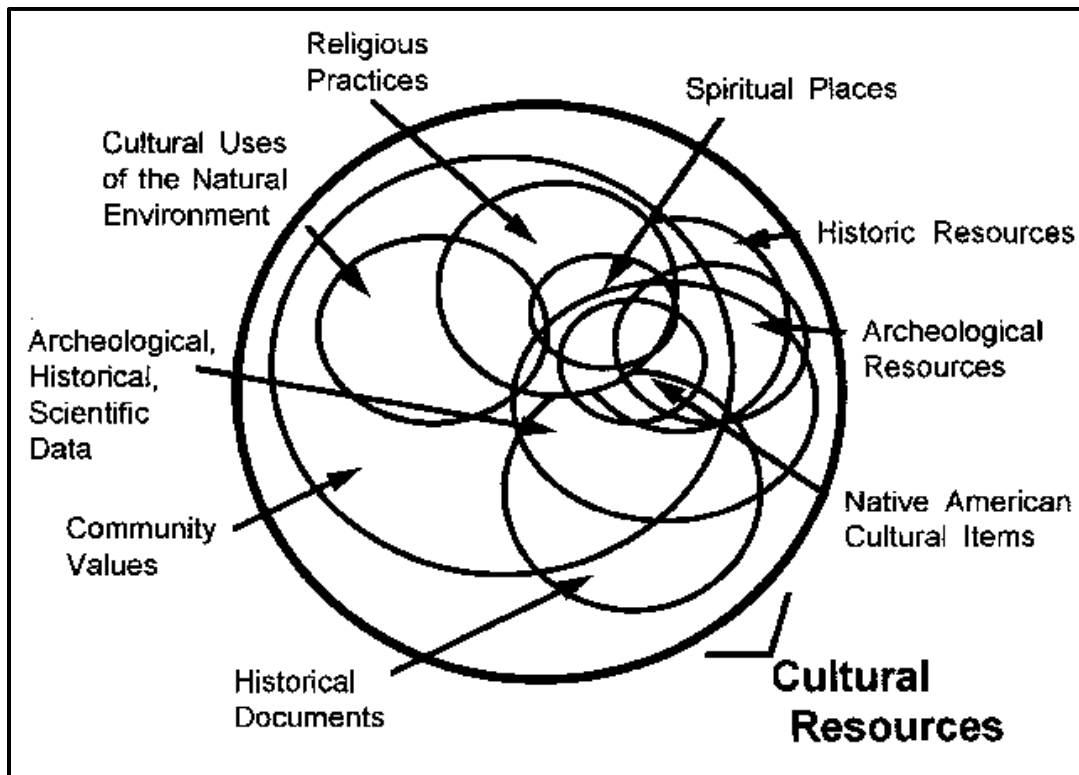 Religious
Practices
Spiritual Places
Cultural Uses
of the Natural
Environment
Historic Resources
Archeological,
Historical,
Scientific
Data
Archeological
Resources
Community
Values
Native American
Cultural Items
Historical
Documents
Cultural
Resources